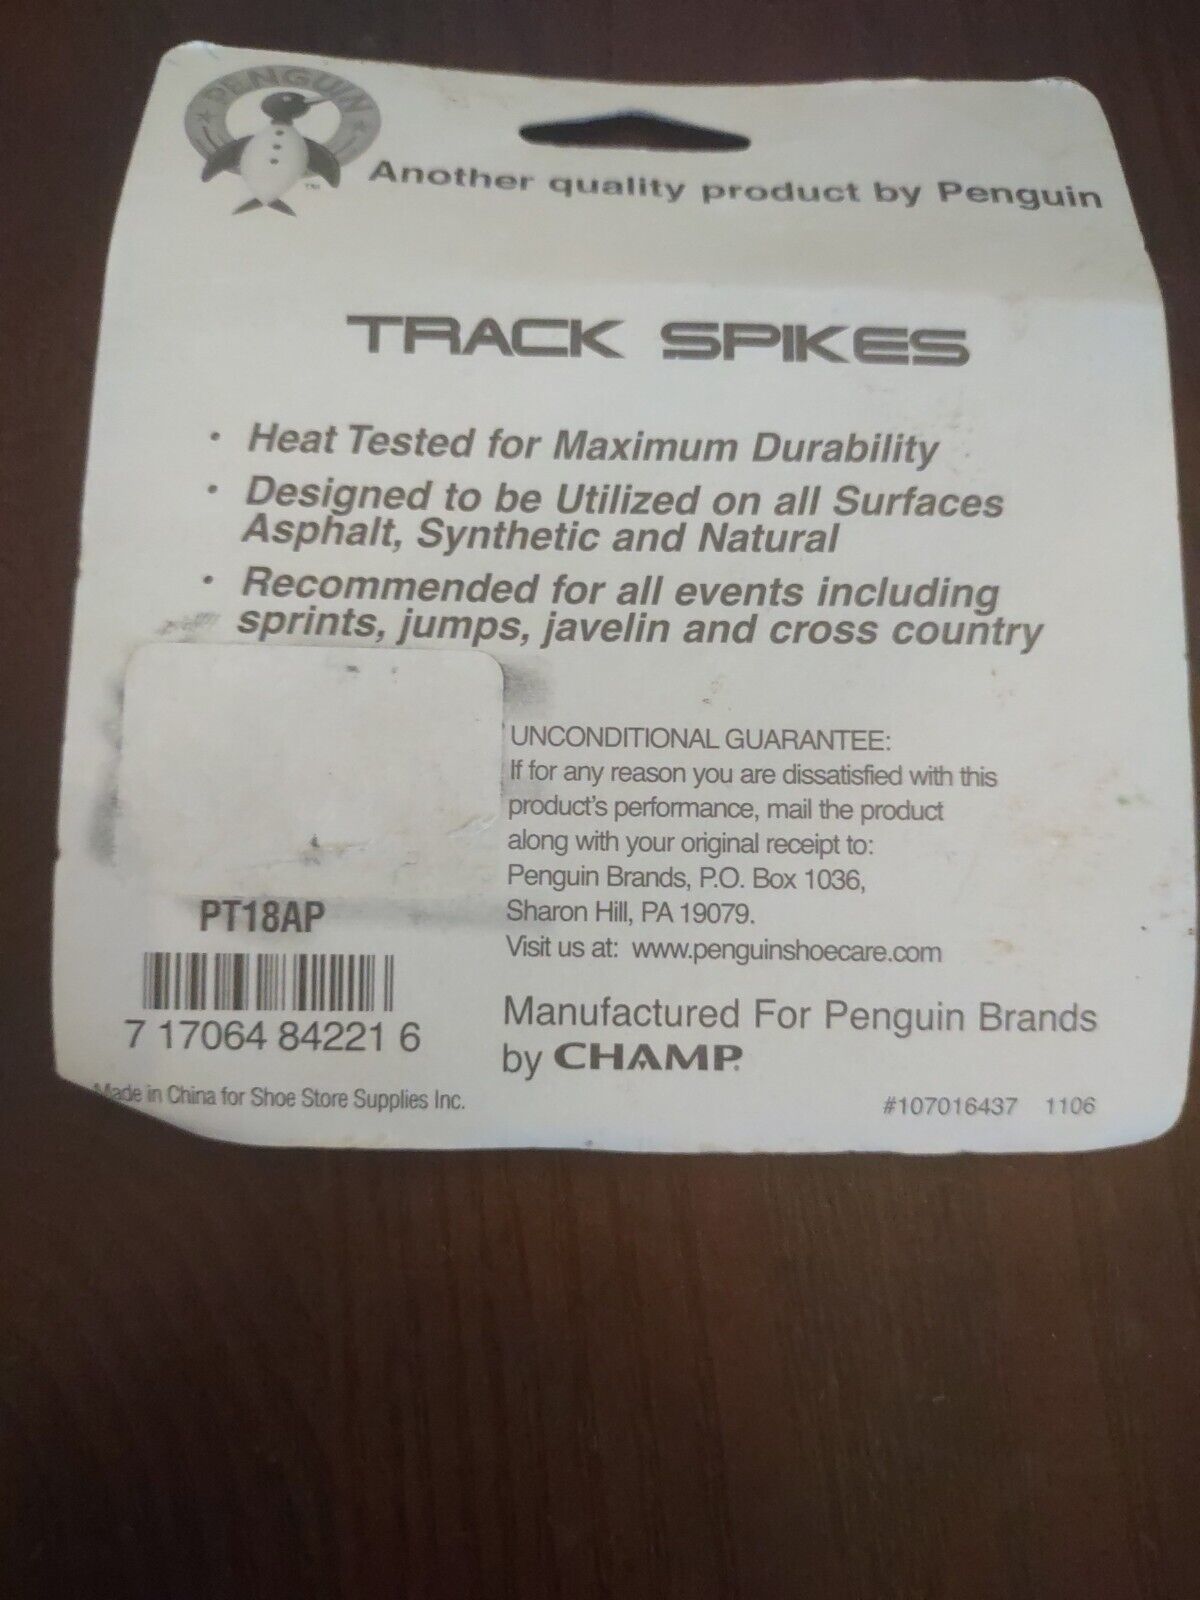 PENGUIN
TM
Another quality product by Penguin
TRACK SPIKES
• Heat Tested for Maximum Durability
• Designed to be Utilized on all Surfaces
Asphalt, Synthetic and Natural
• Recommended for all events including
sprints, jumps, javelin and cross country
UNCONDITIONAL GUARANTEE:
If for any reason you are dissatisfied with this
product's performance, mail the product
along with your original receipt to:
Penguin Brands, P.O. Box 1036,
Sharon Hill, PA 19079.
Visit us at: www.penguinshoecare.com
PT18AP
7 17064 84221 6
Manufactured For Penguin Brands
by CHAMP.
Made in China for Shoe Store Supplies Inc.
#107016437 1106